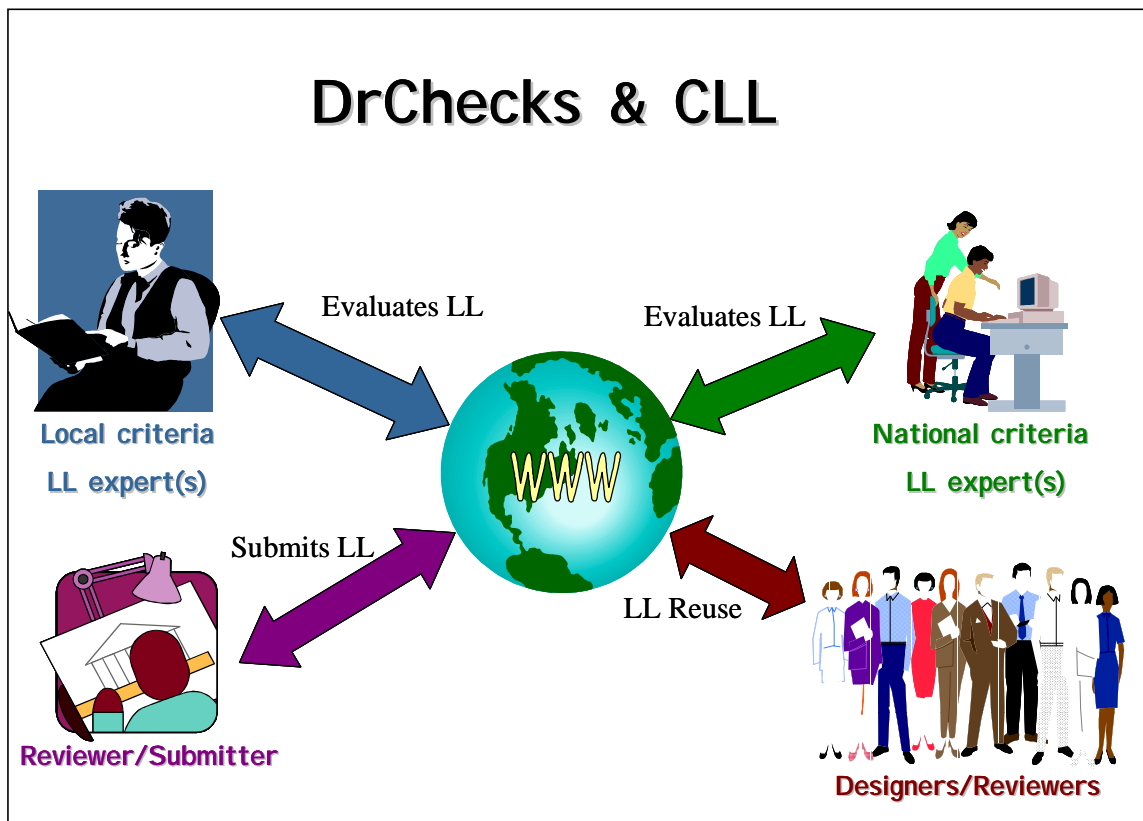 DrChecks & CLL
Evaluates LL
Evaluates LL
Local criteria
LL expert(s)
National criteria
LL expert(s)
WWW
Submits LL
LL Reuse
Reviewer/Submitter
Designers/Reviewers